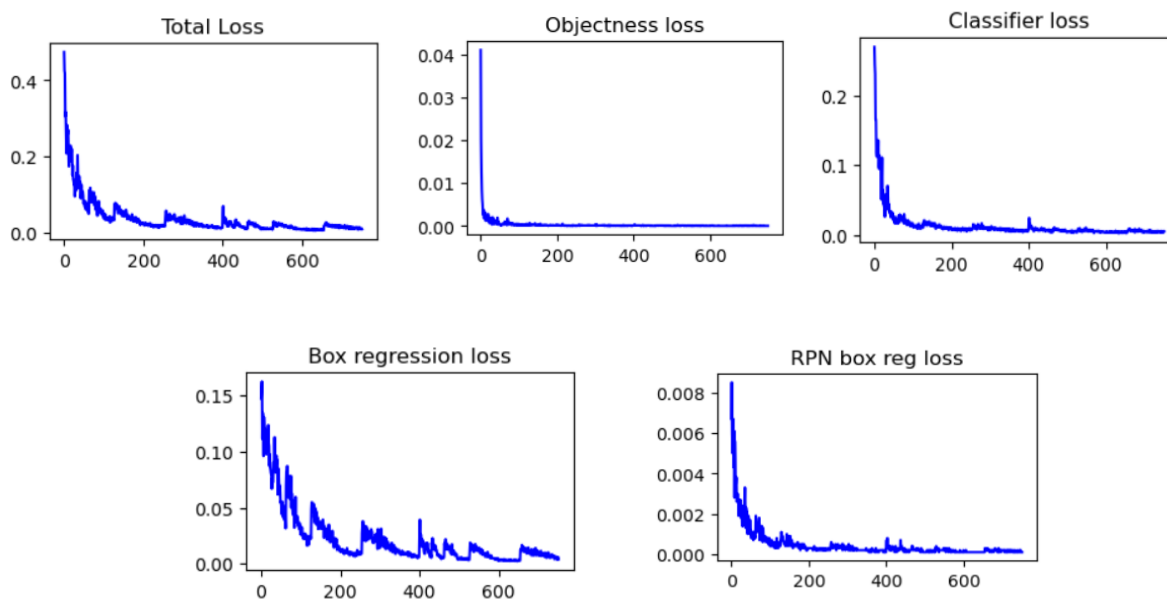 Total Loss
0.4
0.2
0.0
0 200 400 600
Objectness loss
0.04
0.03
0.02
0.01
0.00
0 200 400 600
Classifier loss
0.2
0.1
0.0
0 200 400 600
Box regression loss
0.15
0.10
0.05
0.00
0 200 400 600
RPN box reg loss
0.008
0.006
0.004
0.002
0.000
0 200 400 600